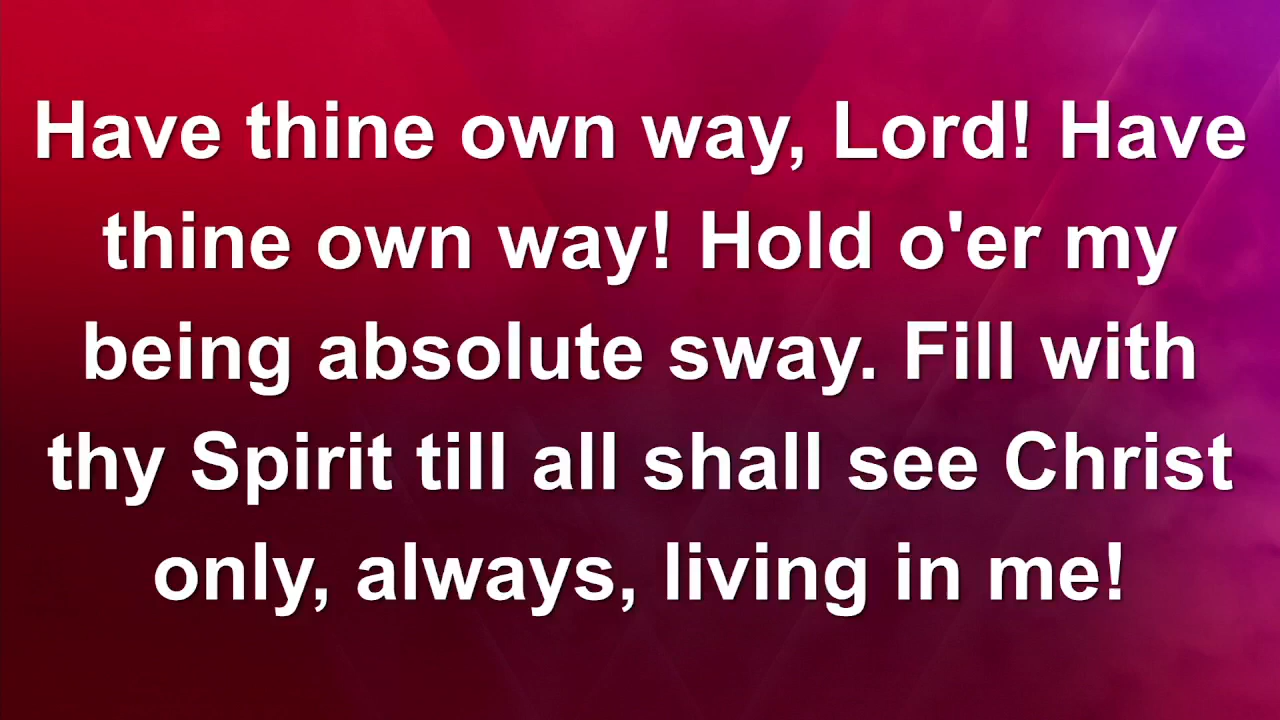 Have thine own way, Lord! Have
thine own way! Hold o'er my
being absolute sway. Fill with
thy Spirit till all shall see Christ
only, always, living in me!